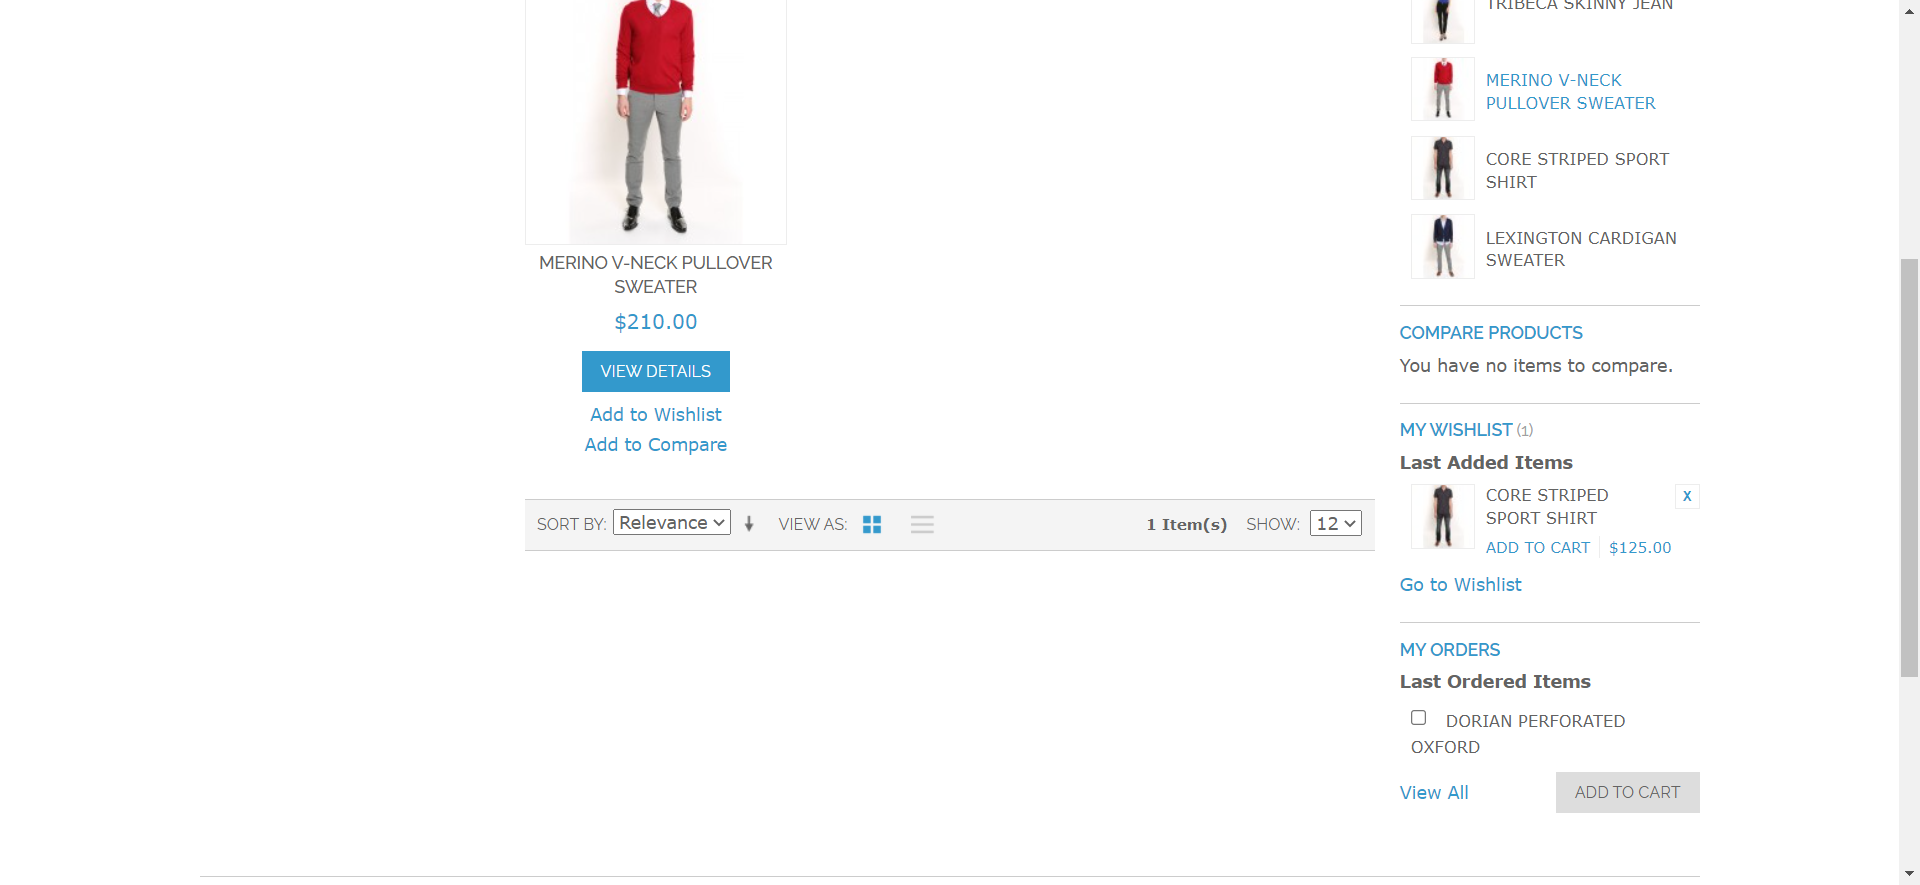 MERINO V-NECK PULLOVER
SWEATER
$210.00
VIEW DETAILS
Add to Wishlist
Add to Compare
SORT BY: Relevance VIEW AS: 1 Item(s) SHOW: 12
TRIBECA SKINNY JEAN
MERINO V-NECK
PULLOVER SWEATER
CORE STRIPED SPORT
SHIRT
LEXINGTON CARDIGAN
SWEATER
COMPARE PRODUCTS
You have no items to compare.
MY WISHLIST (1)
Last Added Items
CORE STRIPED X
SPORT SHIRT
ADD TO CART $125.00
Go to Wishlist
MY ORDERS
Last Ordered Items
DORIAN PERFORATED
OXFORD
View All ADD TO CART